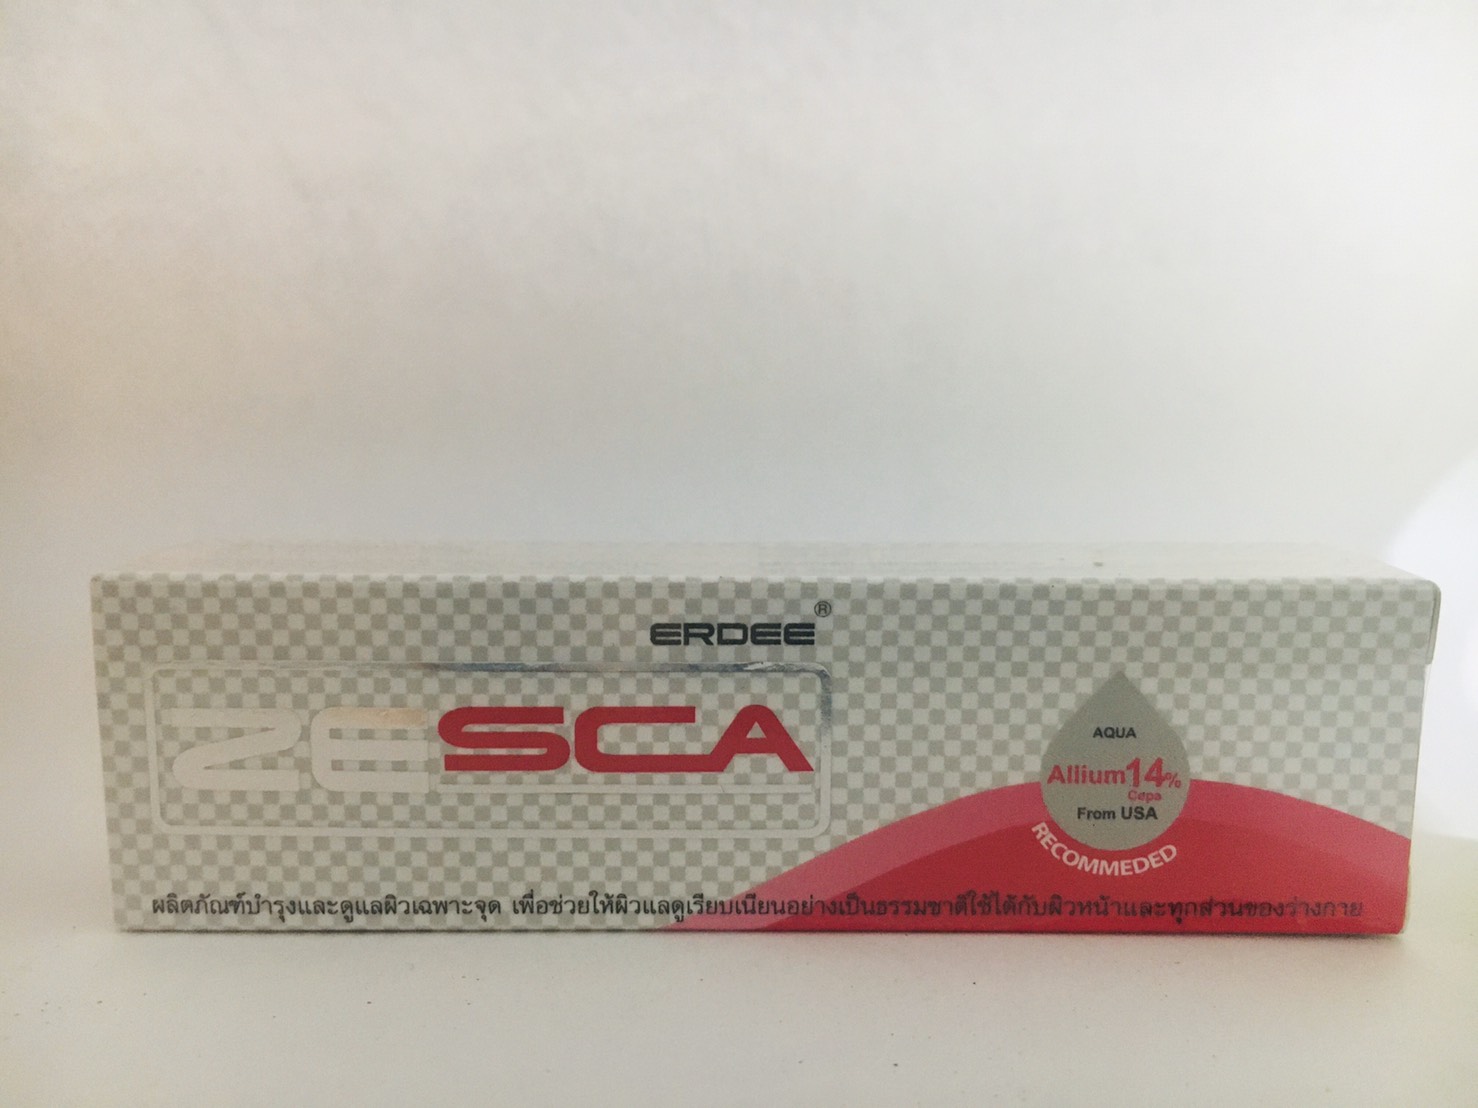 ERDEE®
ZESCA
AQUA
Allium 14%
Cepa
From USA
RECOMMEDED
ผลิตภัณฑ์บำรุงและดูแลผิวเฉพาะจุด เพื่อช่วยให้ผิวแลดูเรียบเนียนอย่างเป็นธรรมชาติใช้ได้กับผิวหน้าและทุกส่วนของร่างกาย